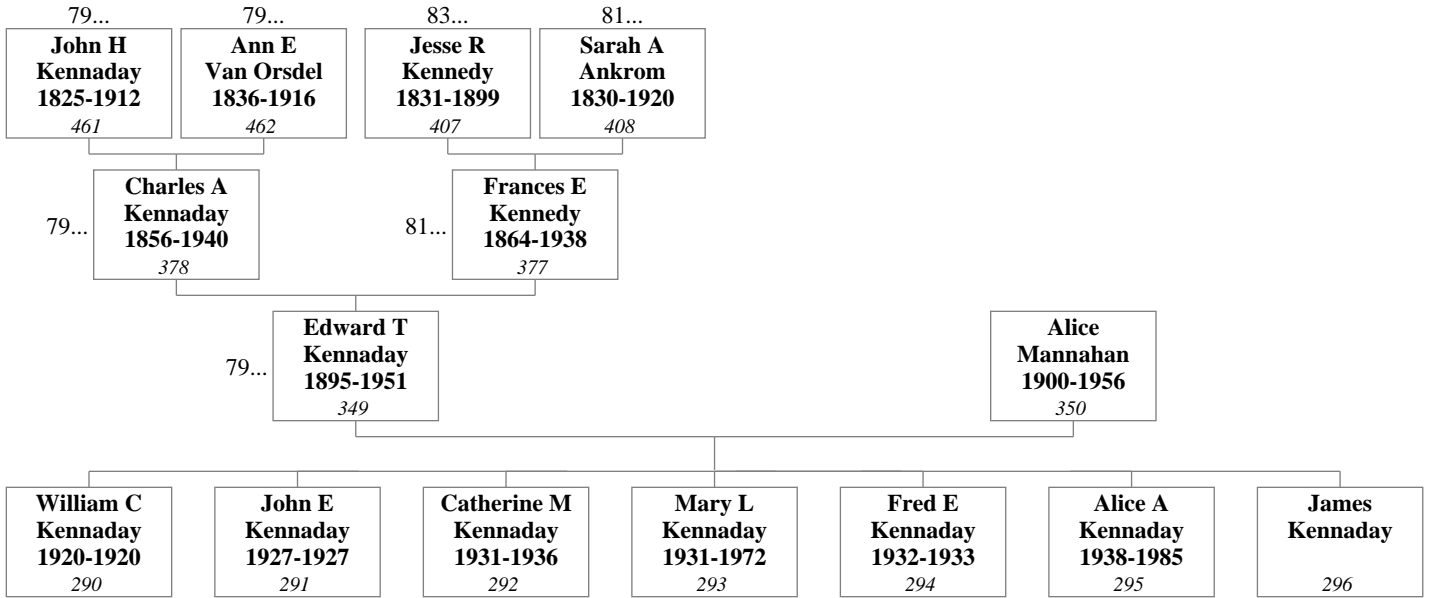 79...
79...
83...
81...
John H
Kennaday
1825-1912
461
Ann E
Van Orsdel
1836-1916
462
Jesse R
Kennedy
1831-1899
407
Sarah A
Ankrom
1830-1920
408
79...
Charles A
Kennaday
1856-1940
378
81...
Frances E
Kennedy
1864-1938
377
79...
Edward T
Kennaday
1895-1951
349
Alice
Mannahan
1900-1956
350
William C
Kennaday
1920-1920
290
John E
Kennaday
1927-1927
291
Catherine M
Kennaday
1931-1936
292
Mary L
Kennaday
1931-1972
293
Fred E
Kennaday
1932-1933
294
Alice A
Kennaday
1938-1985
295
James
Kennaday
296